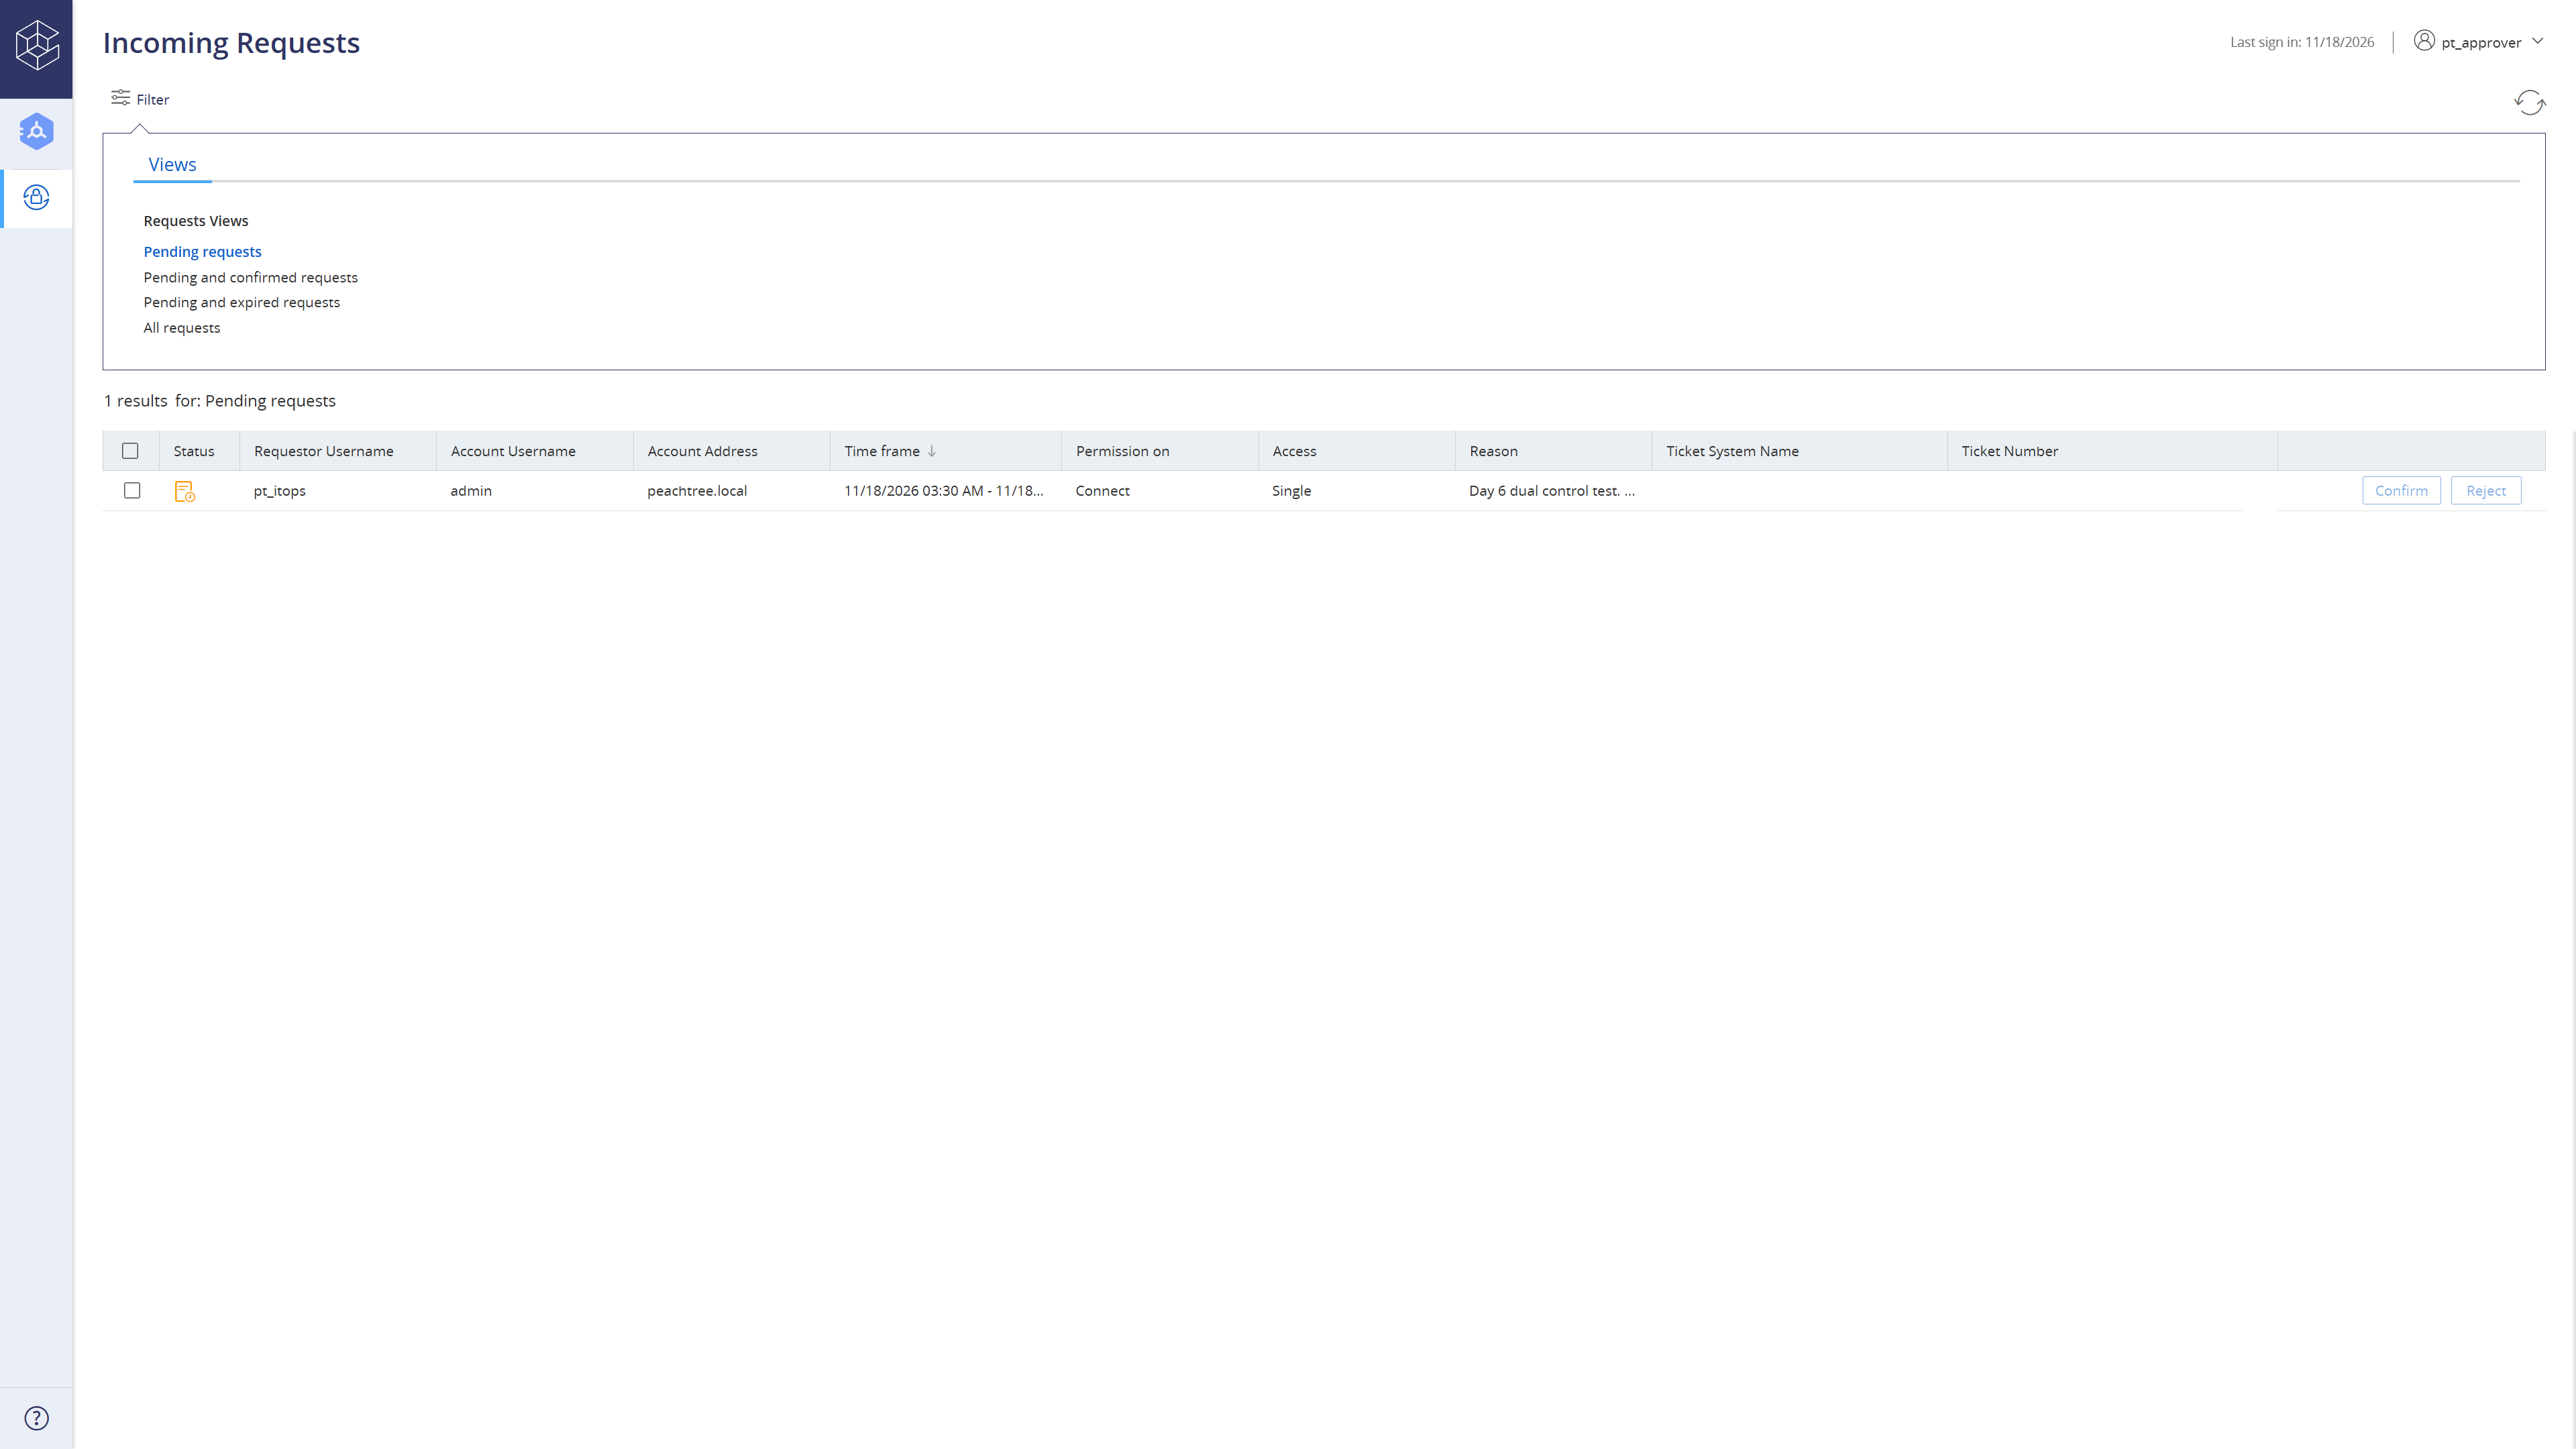 Incoming Requests
Last sign in: 11/18/2026
pt_approver
Filter
Views
Requests Views
Pending requests
Pending and confirmed requests
Pending and expired requests
All requests
1 results for: Pending requests
Status Requestor Username Account Username Account Address Time frame Permission on Access Reason Ticket System Name Ticket Number
pt_itops admin peachtree.local 11/18/2026 03:30 AM - 11/18... Connect Single Day 6 dual control test. ... Confirm Reject
?